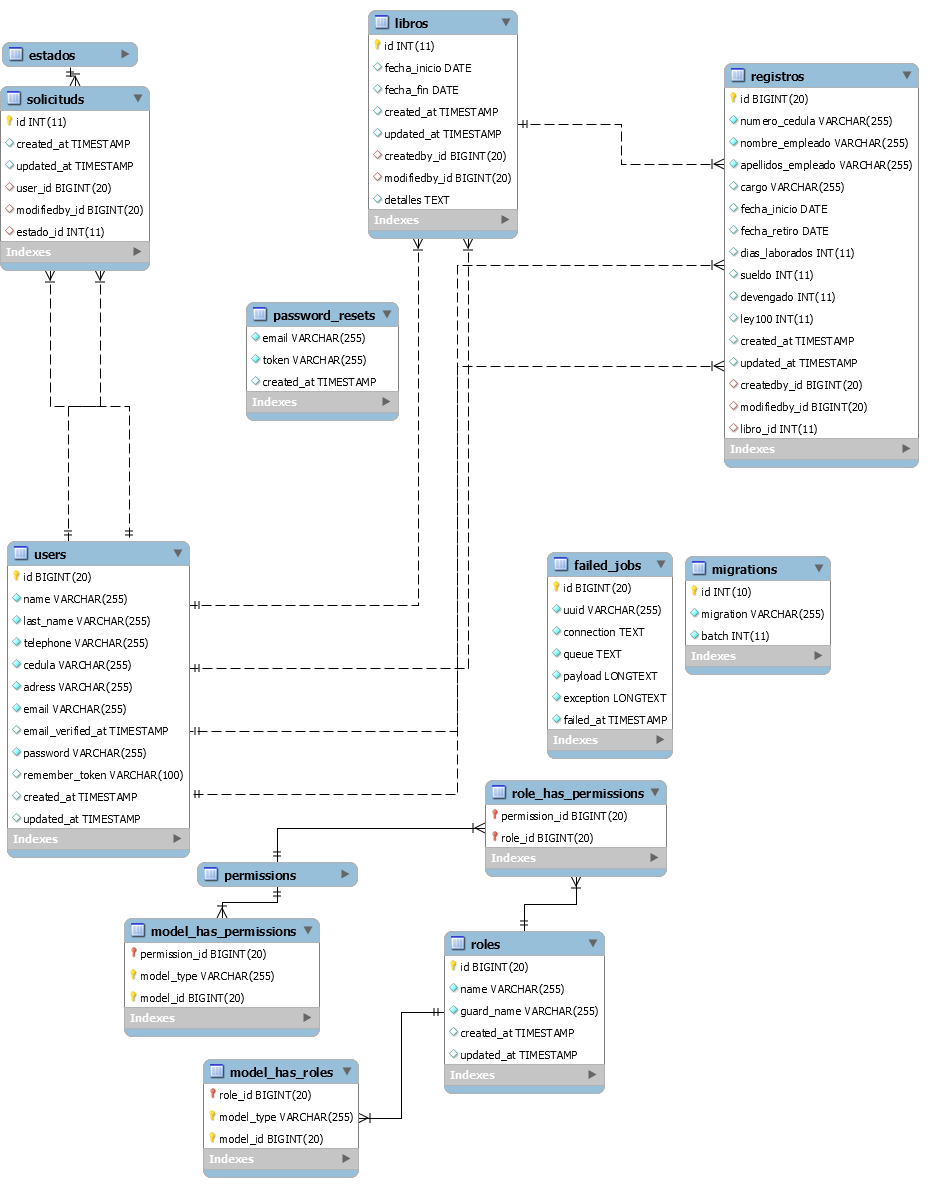 estados
solicituds
id INT(11)
created_at TIMESTAMP
updated_at TIMESTAMP
user_id BIGINT(20)
modifiedby_id BIGINT(20)
estado_id INT(11)
Indexes
libros
id INT(11)
fecha_inicio DATE
fecha_fin DATE
created_at TIMESTAMP
updated_at TIMESTAMP
createdby_id BIGINT(20)
modifiedby_id BIGINT(20)
detalles TEXT
Indexes
registros
id BIGINT(20)
numero_cedula VARCHAR(255)
nombre_empleado VARCHAR(255)
apellidos_empleado VARCHAR(255)
cargo VARCHAR(255)
fecha_inicio DATE
fecha_retiro DATE
dias_laborados INT(11)
sueldo INT(11)
devengado INT(11)
ley100 INT(11)
created_at TIMESTAMP
updated_at TIMESTAMP
createdby_id BIGINT(20)
modifiedby_id BIGINT(20)
libro_id INT(11)
Indexes
password_resets
email VARCHAR(255)
token VARCHAR(255)
created_at TIMESTAMP
Indexes
users
id BIGINT(20)
name VARCHAR(255)
last_name VARCHAR(255)
telephone VARCHAR(255)
cedula VARCHAR(255)
adress VARCHAR(255)
email VARCHAR(255)
email_verified_at TIMESTAMP
password VARCHAR(255)
remember_token VARCHAR(100)
created_at TIMESTAMP
updated_at TIMESTAMP
Indexes
failed_jobs
id BIGINT(20)
uuid VARCHAR(255)
connection TEXT
queue TEXT
payload LONGTEXT
exception LONGTEXT
failed_at TIMESTAMP
Indexes
migrations
id INT(10)
migration VARCHAR(255)
batch INT(11)
Indexes
role_has_permissions
permission_id BIGINT(20)
role_id BIGINT(20)
Indexes
permissions
model_has_permissions
permission_id BIGINT(20)
model_type VARCHAR(255)
model_id BIGINT(20)
Indexes
roles
id BIGINT(20)
name VARCHAR(255)
guard_name VARCHAR(255)
created_at TIMESTAMP
updated_at TIMESTAMP
Indexes
model_has_roles
role_id BIGINT(20)
model_type VARCHAR(255)
model_id BIGINT(20)
Indexes